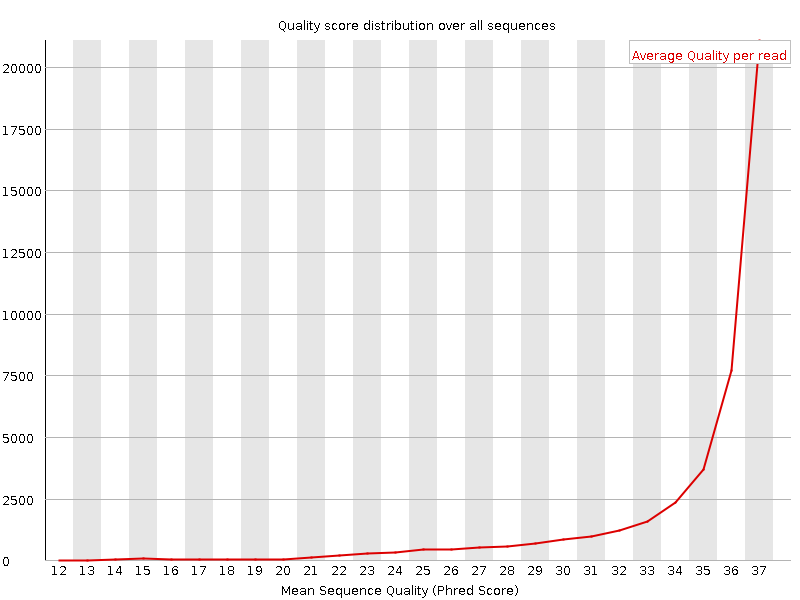 Quality score distribution over all sequences
Average Quality per read
20000
17500
15000
12500
10000
7500
5000
2500
0
12 13 14 15 16 17 18 19 20 21 22 23 24 25 26 27 28 29 30 31 32 33 34 35 36 37
Mean Sequence Quality (Phred Score)